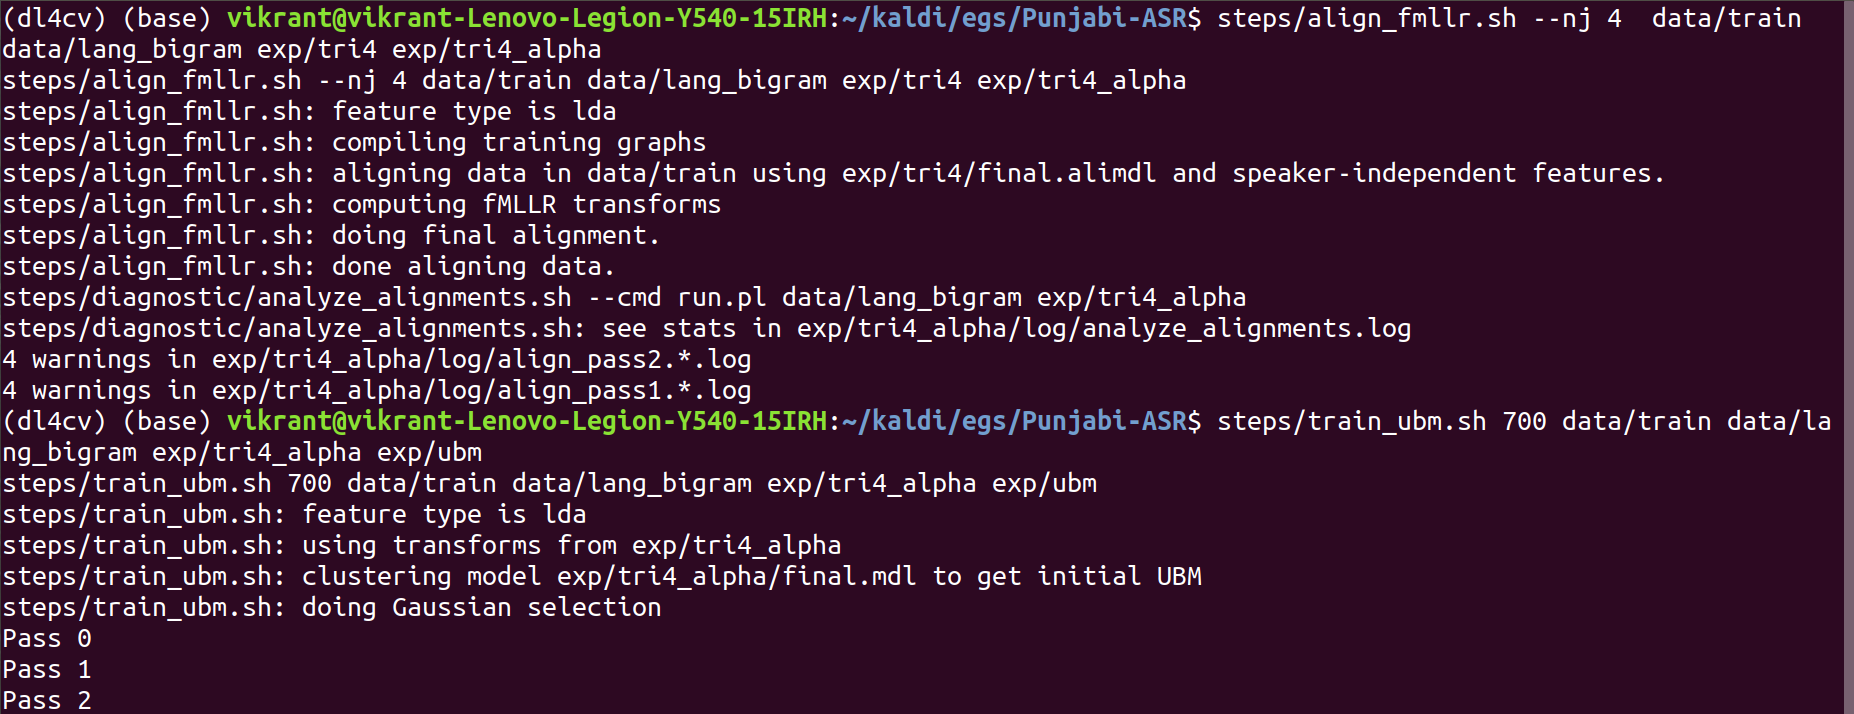 (dl4cv) (base) vikrant@vikrant-Lenovo-Legion-Y540-15IRH:~/kaldi/egs/Punjabi-ASR$ steps/align_fmllr.sh --nj 4  data/train
data/lang_bigram exp/tri4 exp/tri4_alpha
steps/align_fmllr.sh --nj 4 data/train data/lang_bigram exp/tri4 exp/tri4_alpha
steps/align_fmllr.sh: feature type is lda
steps/align_fmllr.sh: compiling training graphs
steps/align_fmllr.sh: aligning data in data/train using exp/tri4/final.alimdl and speaker-independent features.
steps/align_fmllr.sh: computing fMLLR transforms
steps/align_fmllr.sh: doing final alignment.
steps/align_fmllr.sh: done aligning data.
steps/diagnostic/analyze_alignments.sh --cmd run.pl data/lang_bigram exp/tri4_alpha
steps/diagnostic/analyze_alignments.sh: see stats in exp/tri4_alpha/log/analyze_alignments.log
4 warnings in exp/tri4_alpha/log/align_pass2.*.log
4 warnings in exp/tri4_alpha/log/align_pass1.*.log
(dl4cv) (base) vikrant@vikrant-Lenovo-Legion-Y540-15IRH:~/kaldi/egs/Punjabi-ASR$ steps/train_ubm.sh 700 data/train data/la
ng_bigram exp/tri4_alpha exp/ubm
steps/train_ubm.sh 700 data/train data/lang_bigram exp/tri4_alpha exp/ubm
steps/train_ubm.sh: feature type is lda
steps/train_ubm.sh: using transforms from exp/tri4_alpha
steps/train_ubm.sh: clustering model exp/tri4_alpha/final.mdl to get initial UBM
steps/train_ubm.sh: doing Gaussian selection
Pass 0
Pass 1
Pass 2